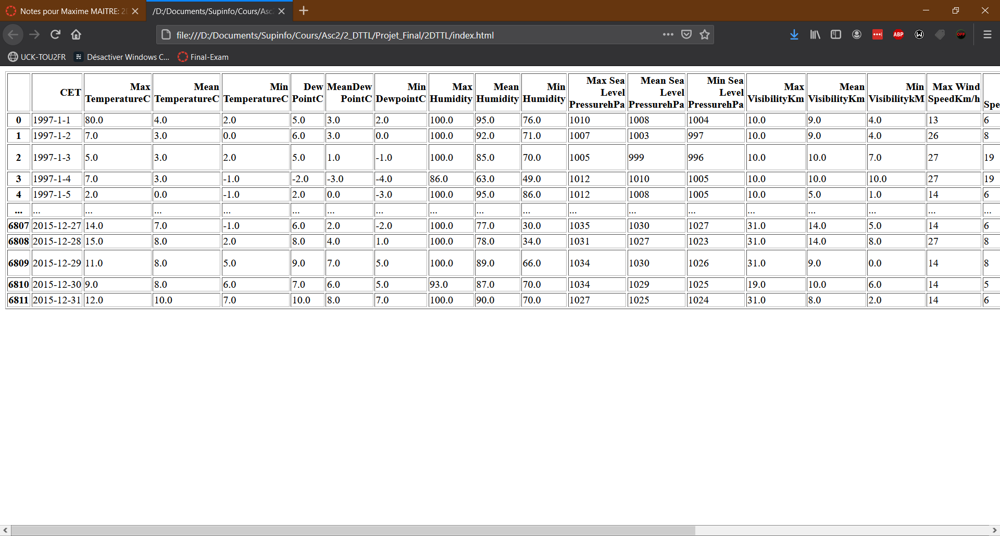 Notes pour Maxime MAITRE: 2
/D:/Documents/Supinfo/Cours/Asc
file:///D:/Documents/Supinfo/Cours/Asc2/2_DTTL/Projet_Final/2DTTL/index.html
ABP
OFF
UCK-TOU2FR Désactiver Windows C... Final-Exam
CET Max TemperatureC Mean TemperatureC Min TemperatureC Dew PointC MeanDew PointC Min DewpointC Max Humidity Mean Humidity Min Humidity Max Sea Level PressurehPa Mean Sea Level PressurehPa Min Sea Level PressurehPa Max VisibilityKm Mean VisibilityKm Min VisibilitykM Max Wind SpeedKm/h Spe
0 1997-1-1 80.0 4.0 2.0 5.0 3.0 2.0 100.0 95.0 76.0 1010 1008 1004 10.0 9.0 4.0 13 6
1 1997-1-2 7.0 3.0 0.0 6.0 3.0 0.0 100.0 92.0 71.0 1007 1003 997 10.0 9.0 4.0 26 8
2 1997-1-3 5.0 3.0 2.0 5.0 1.0 -1.0 100.0 85.0 70.0 1005 999 996 10.0 10.0 7.0 27 19
3 1997-1-4 7.0 3.0 -1.0 -2.0 -3.0 -4.0 86.0 63.0 49.0 1012 1010 1005 10.0 10.0 10.0 27 19
4 1997-1-5 2.0 0.0 -1.0 2.0 0.0 -3.0 100.0 95.0 86.0 1012 1008 1005 10.0 5.0 1.0 14 6
... ... ... ... ... ... ... ... ... ... ... ... ... ... ... ... ... ... ...
6807 2015-12-27 14.0 7.0 -1.0 6.0 2.0 -2.0 100.0 77.0 30.0 1035 1030 1027 31.0 14.0 5.0 14 6
6808 2015-12-28 15.0 8.0 2.0 8.0 4.0 1.0 100.0 78.0 34.0 1031 1027 1023 31.0 14.0 8.0 27 8
6809 2015-12-29 11.0 8.0 5.0 9.0 7.0 5.0 100.0 89.0 66.0 1034 1030 1026 31.0 9.0 0.0 14 8
6810 2015-12-30 9.0 8.0 6.0 7.0 6.0 5.0 93.0 87.0 70.0 1034 1029 1025 19.0 10.0 6.0 14 5
6811 2015-12-31 12.0 10.0 7.0 10.0 8.0 7.0 100.0 90.0 70.0 1027 1025 1024 31.0 8.0 2.0 14 6